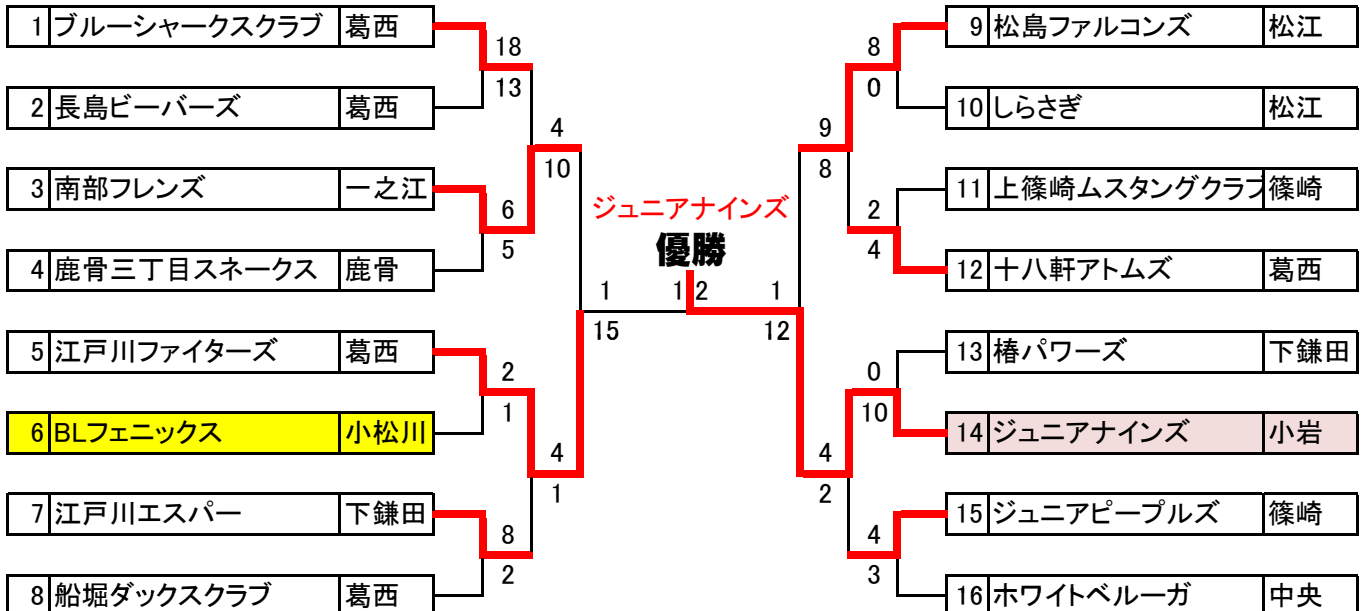 1 ブルーシャークスクラブ 葛西
2 長島ビーバーズ 葛西
3 南部フレンズ 一之江
4 鹿骨三丁目スネークス 鹿骨
5 江戸川ファイターズ 葛西
6 BLフェニックス 小松川
7 江戸川エスパー 下鎌田
8 船堀ダックスクラブ 葛西
18
13
6
5
2
1
8
2
4
10
4
1
1
15
ジュニアナインズ
優勝
1 2
1
12
9
8
4
2
8
0
2
4
0
10
4
3
9 松島ファルコンズ 松江
10 しらさぎ 松江
11 上篠崎ムスタングクラブ 篠崎
12 十八軒アトムズ 葛西
13 椿パワーズ 下鎌田
14 ジュニアナインズ 小岩
15 ジュニアピープルズ 篠崎
16 ホワイトベルーガ 中央